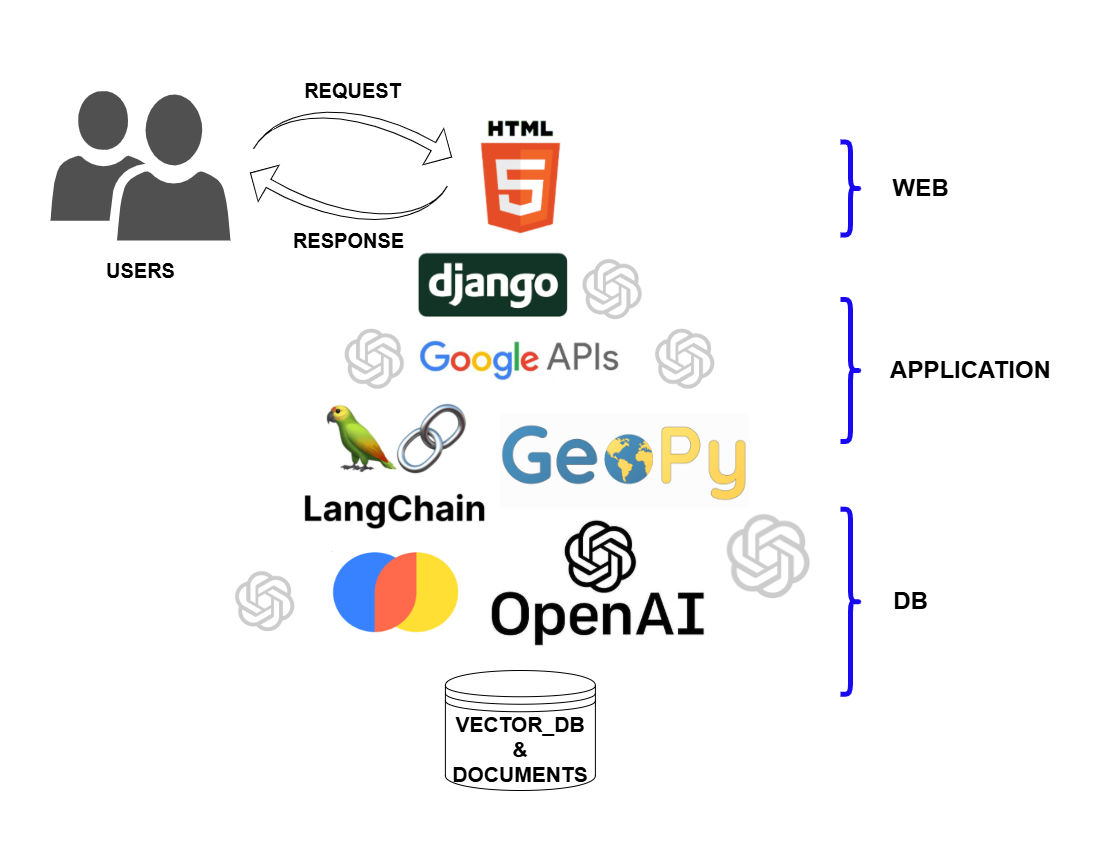 REQUEST
HTML
5
WEB
RESPONSE
USERS
django
Google APIs
APPLICATION
GeoPy
LangChain
OpenAI
DB
VECTOR_DB
&
DOCUMENTS